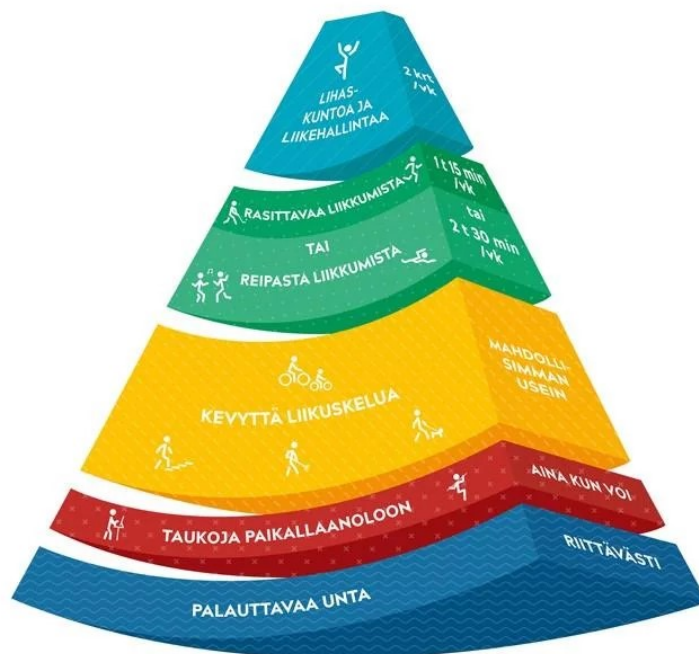 LIHAS-
KUNTOA JA
LIIKEHALLINTAA
2 krt
/vk
RASITTAVAA LIIKKUMISTA
1 t 15 min
/vk
TAI
REIPASTA LIIKKUMISTA
tai
2 t 30 min
/vk
KEVYTTÄ LIIKUSKELUA
MAHDOLLI-
SIMMAN
USEIN
TAUKOJA PAIKALLAANOLOON
AINA KUN VOI
PALAUTTAVAA UNTA
RIITTÄVÄSTI